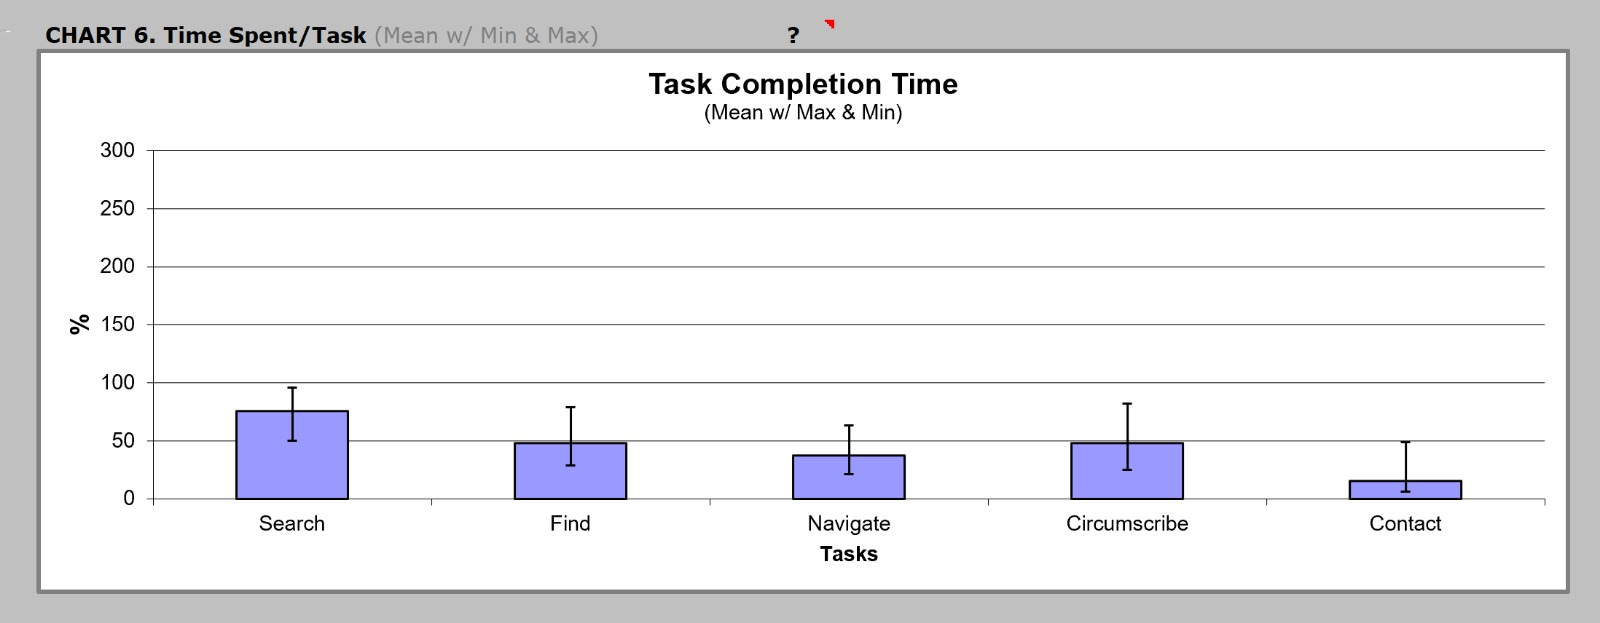 CHART 6. Time Spent/Task (Mean w/ Min & Max) ?
Task Completion Time
(Mean w/ Max & Min)
300
250
200
150
100
50
0
%
Search Find Navigate Circumscribe Contact
Tasks